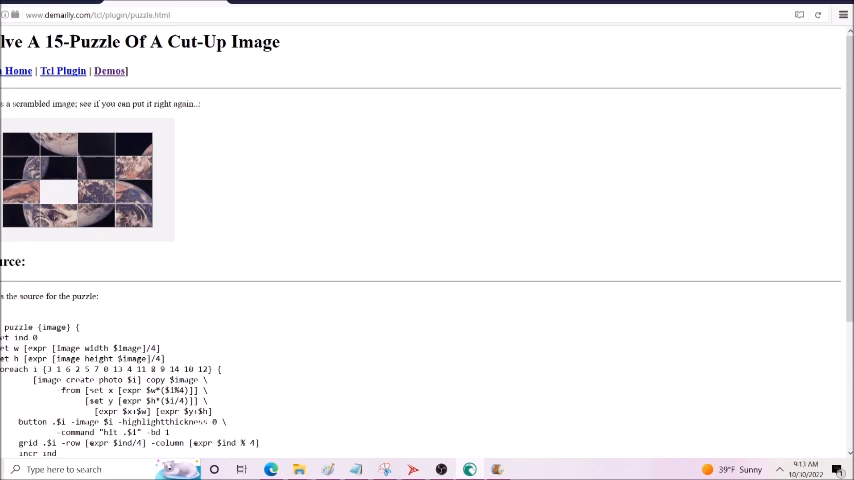 www.demailly.com/tcl/plugin/puzzle.html
lve A 15-Puzzle Of A Cut-Up Image
Home | Tcl Plugin | Demos]
s a scrambled image; see if you can put it right again..:
urce:
s the source for the puzzle:
puzzle {image} {
et ind 0
et w [expr [image width $image]/4]
et h [expr [image height $image]/4]
oreach i {3 1 6 2 5 7 0 13 4 11 8 9 14 10 12} {
[image create photo $i] copy $image \
-from [set x [expr $w*($i%4)]] \
[set y [expr $h*($i/4)]] \
[expr $x+$w] [expr $y+$h]
button .$i -image $i -highlightthickness 0 \
-command "hit .$i" -bd 1
grid .$i -row [expr $ind/4] -column [expr $ind % 4]
incr ind
Type here to search
39°F Sunny
9:13 AM
10/30/2022